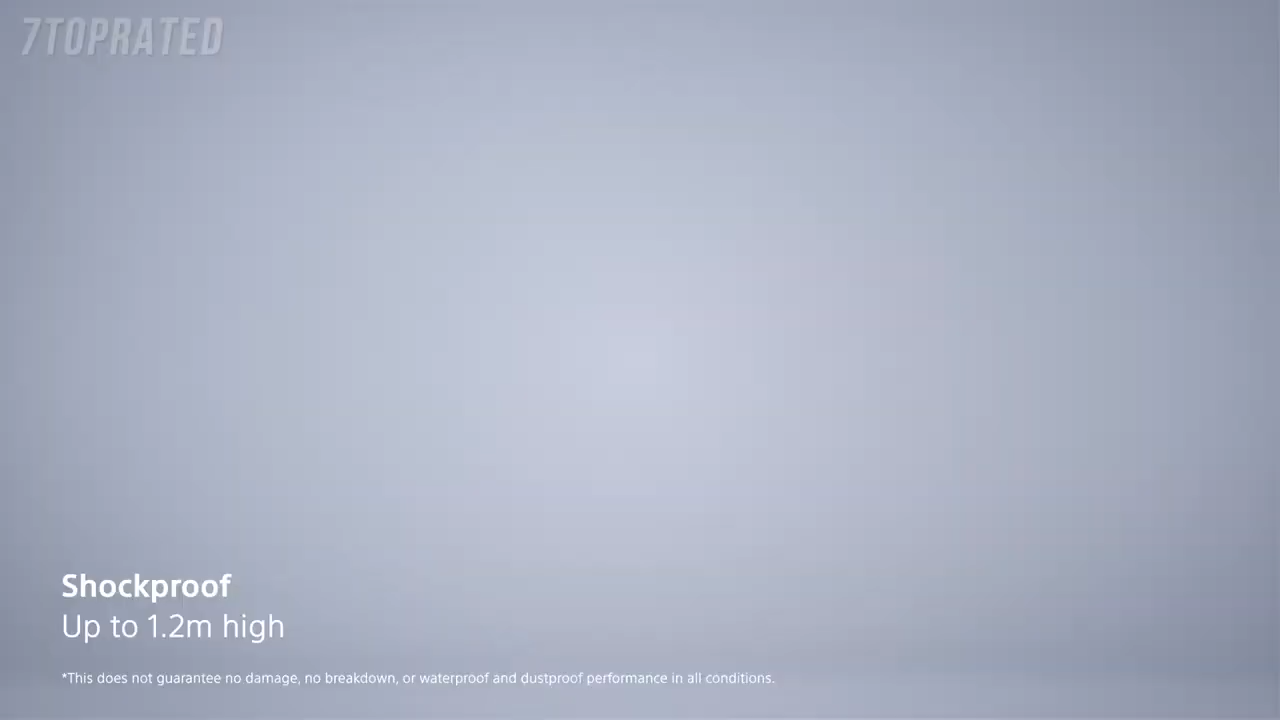 7TOPRATED
Shockproof
Up to 1.2m high
*This does not guarantee no damage, no breakdown, or waterproof and dustproof performance in all conditions.